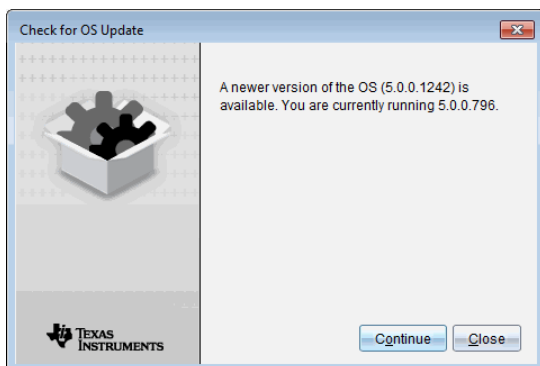 Check for OS Update
A newer version of the OS (5.0.0.1242) is
available. You are currently running 5.0.0.796.
TEXAS
INSTRUMENTS
Continue
Close